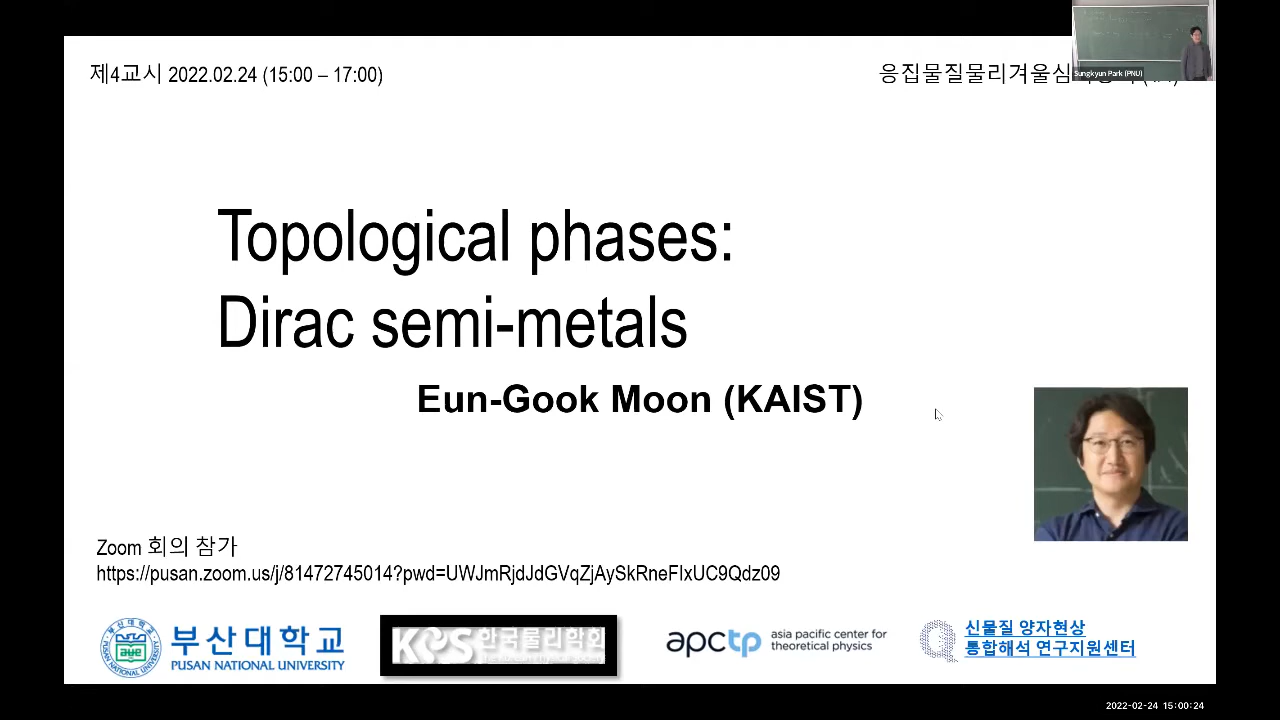 제4교시 2022.02.24 (15:00 – 17:00)
응집물질물리겨울심
Sungkyun Park (PNU)
Topological phases:
Dirac semi-metals
Eun-Gook Moon (KAIST)
Zoom 회의 참가
https://pusan.zoom.us/j/81472745014?pwd=UWJmRjdJdGVqZjAySkRneFIxUC9Qdz09
부산대학교
PUSAN NATIONAL UNIVERSITY
KPS 한국물리학회
apctp asia pacific center for
theoretical physics
신물질 양자현상
통합해석 연구지원센터
2022-02-24 15:00:24